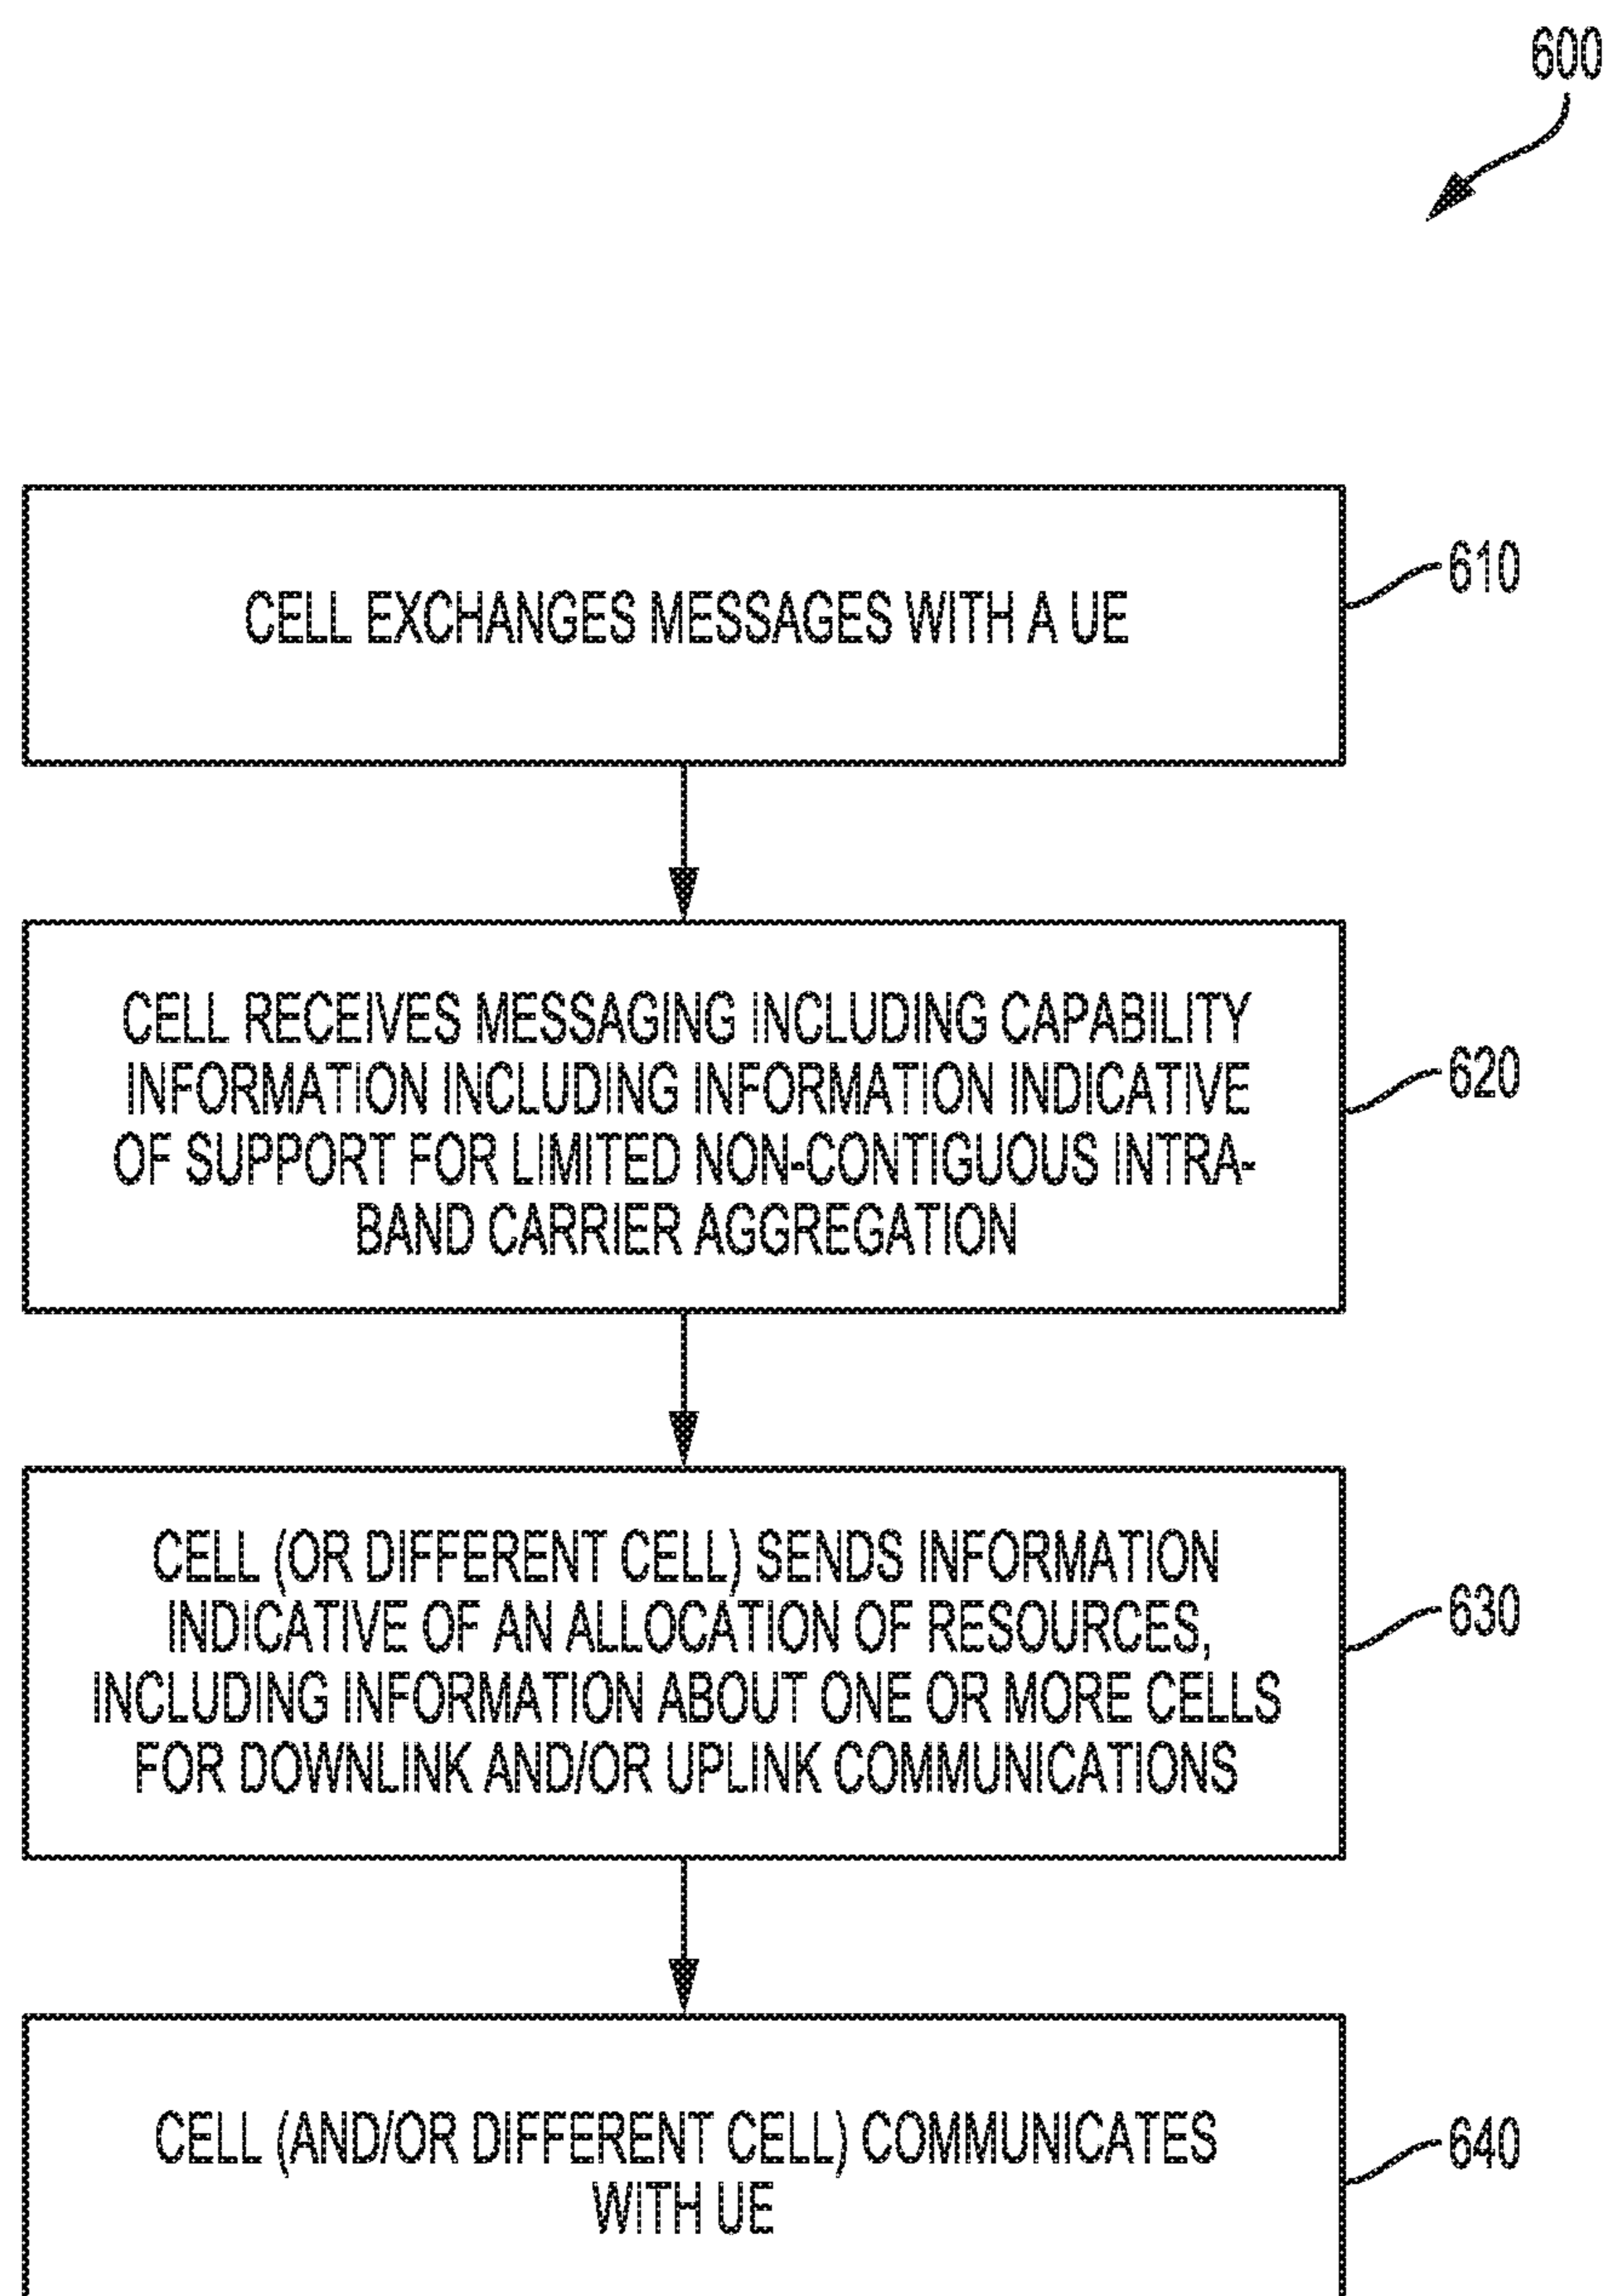 600
CELL EXCHANGES MESSAGES WITH A UE
610
CELL RECEIVES MESSAGING INCLUDING CAPABILITY
INFORMATION INCLUDING INFORMATION INDICATIVE
OF SUPPORT FOR LIMITED NON-CONTIGUOUS INTRA-
BAND CARRIER AGGREGATION
620
CELL (OR DIFFERENT CELL) SENDS INFORMATION
INDICATIVE OF AN ALLOCATION OF RESOURCES,
INCLUDING INFORMATION ABOUT ONE OR MORE CELLS
FOR DOWNLINK AND/OR UPLINK COMMUNICATIONS
630
CELL (AND/OR DIFFERENT CELL) COMMUNICATES
WITH UE
640